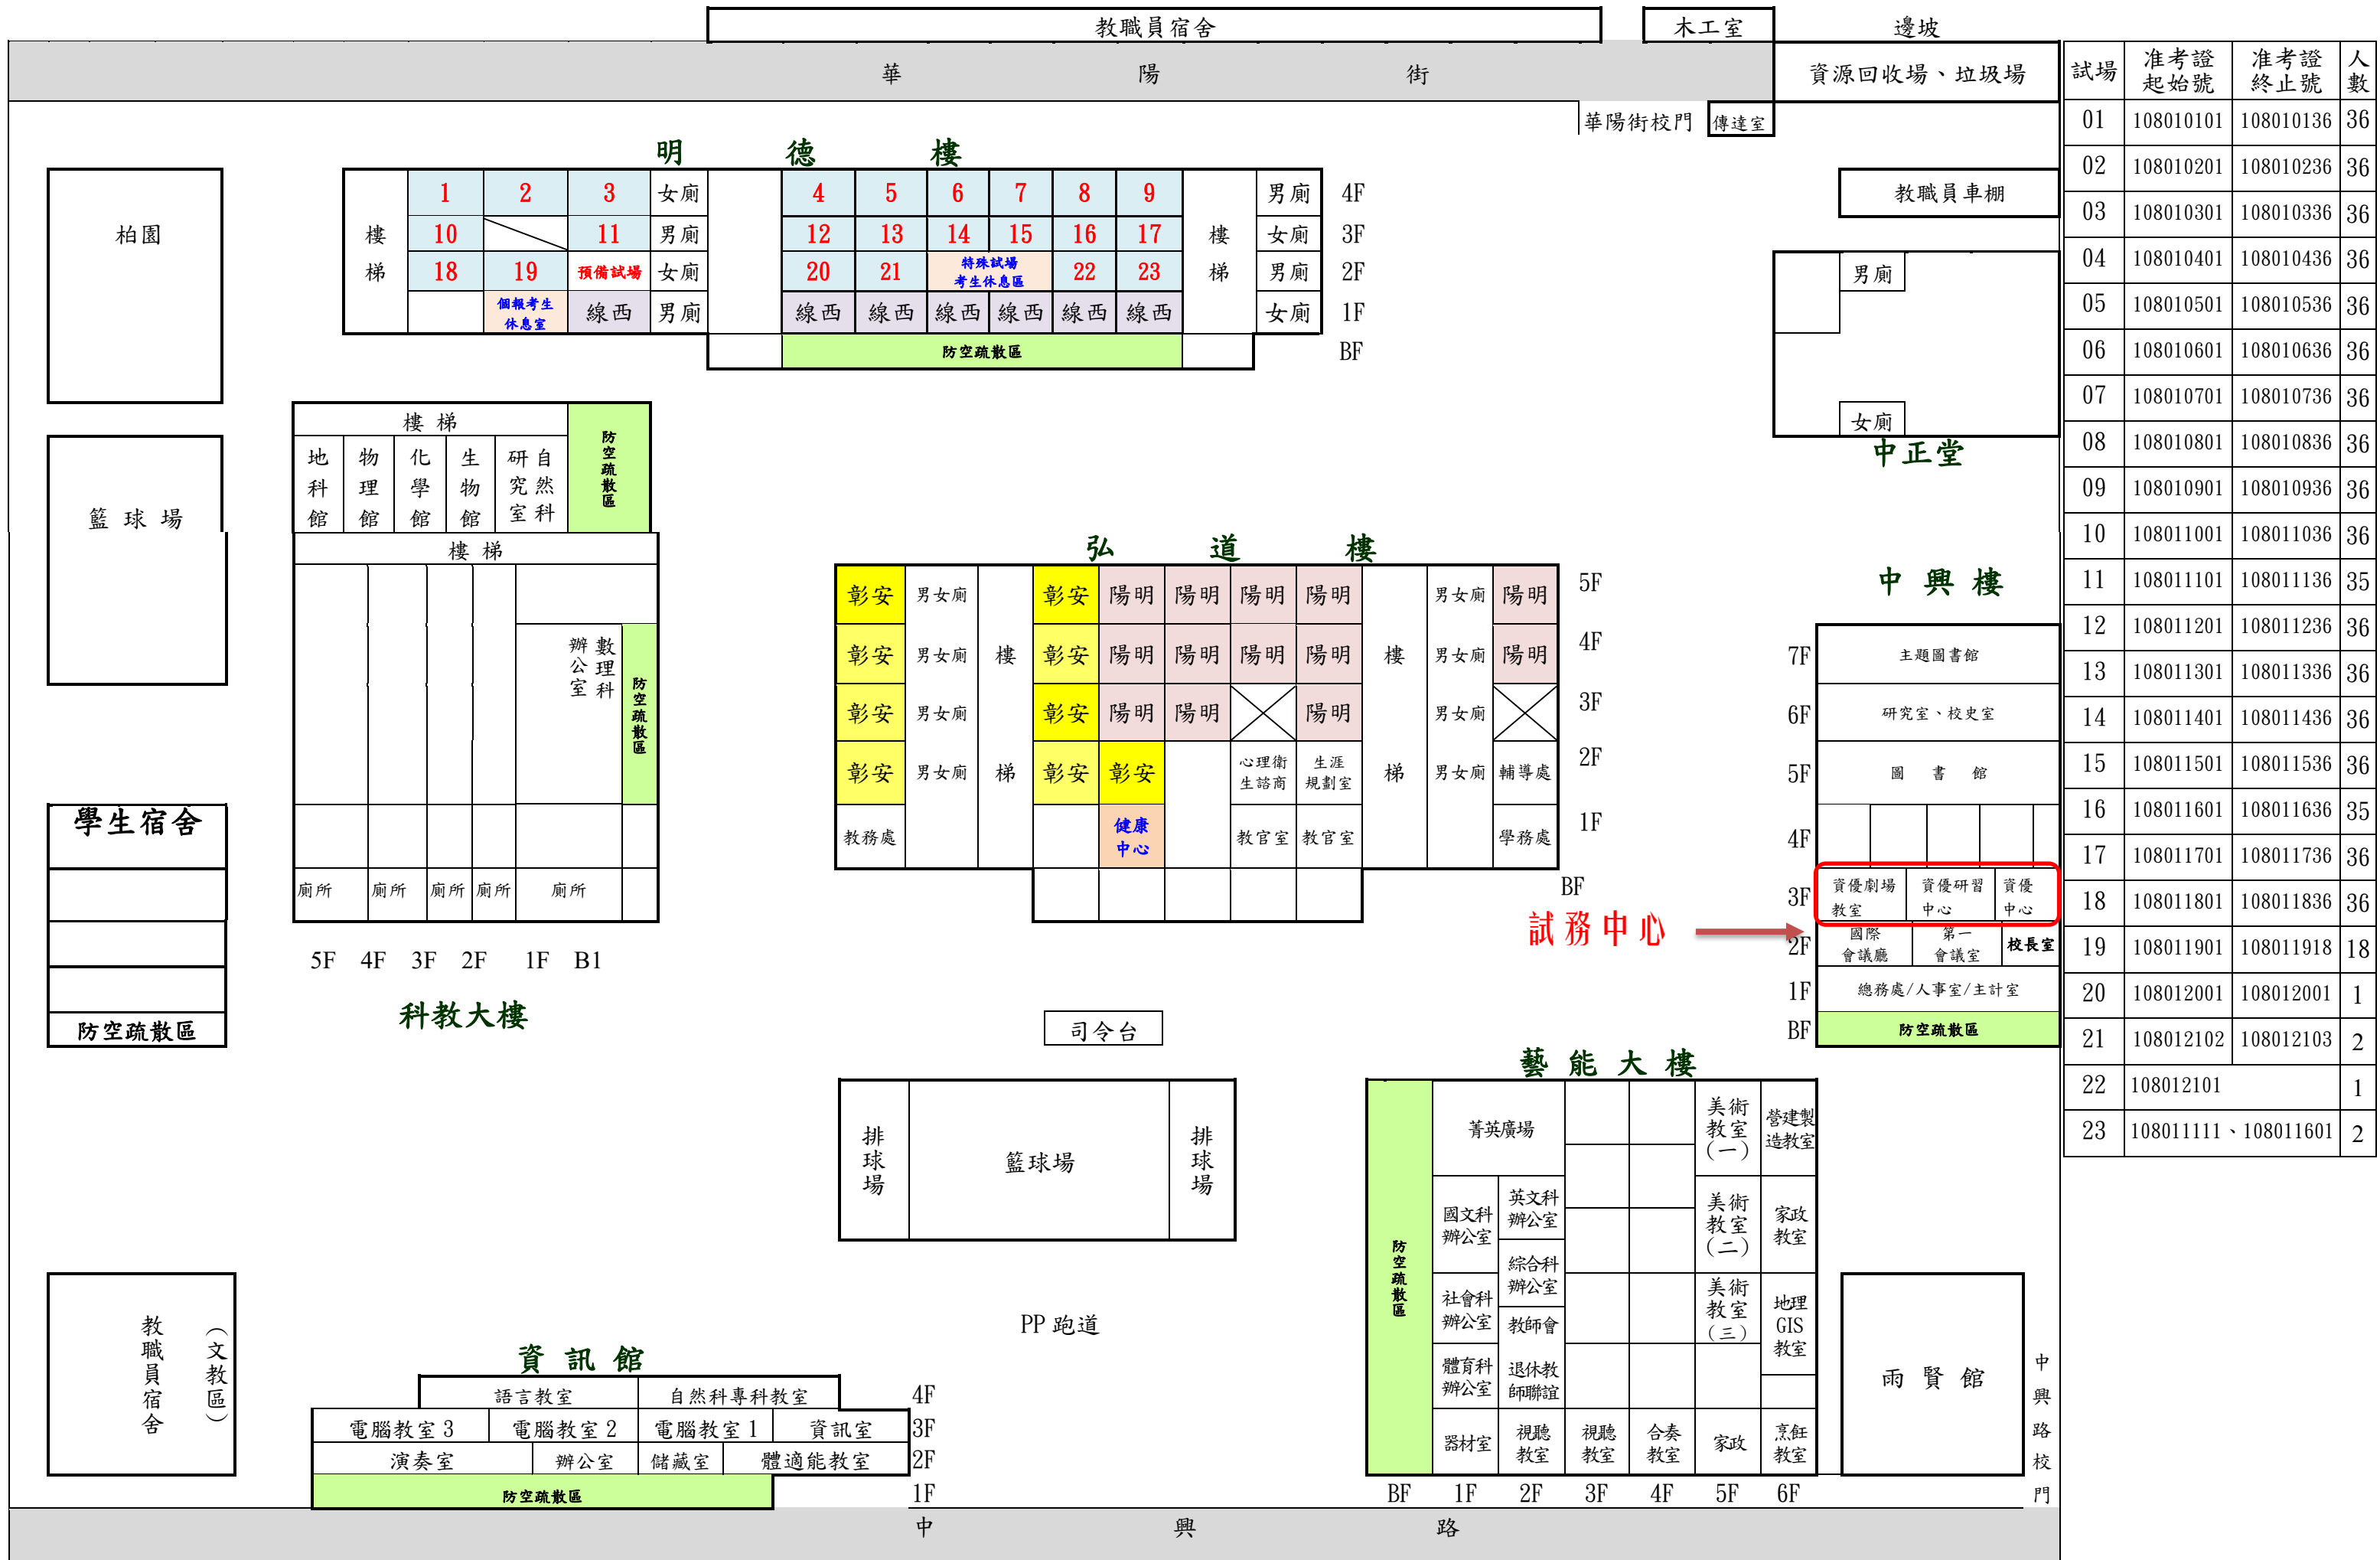 教職員宿舍
木工室
邊坡
華陽街
資源回收場、垃圾場
華陽街校門
傳達室
明德樓
1 2 3 女廁 4 5 6 7 8 9 男廁 4F
10 11 男廁 12 13 14 15 16 17 女廁 3F
樓梯
樓梯
18 19 預備試場 女廁 20 21 特殊試場 22 23 男廁 2F
考生休息區
個報考生
休息室
線西 男廁 線西 線西 線西 線西 線西 線西 女廁 1F
防空疏散區 BF
柏園
教職員車棚
男廁
女廁
中正堂
籃球場
樓梯
地科館
物理館
化學館
生物館
自然科
研究室
防空疏散區
樓梯
數理科
辦公室
防空疏散區
廁所 廁所 廁所 廁所 廁所
5F 4F 3F 2F 1F B1
科教大樓
學生宿舍
防空疏散區
弘道樓
彰安 男女廁 彰安 陽明 陽明 陽明 陽明 男女廁 陽明 5F
彰安 男女廁 樓 彰安 陽明 陽明 陽明 陽明 樓 男女廁 陽明 4F
彰安 男女廁 彰安 陽明 陽明 陽明 男女廁 3F
彰安 男女廁 梯 彰安 彰安 心理衛 生涯 梯 男女廁 輔導處 2F
生諮商 規劃室
教務處 健康 教官室 教官室 學務處 1F
中心
BF
試務中心
中興樓
7F 主題圖書館
6F 研究室、校史室
5F 圖書館
4F
3F 資優劇場 資優研習 資優
教室 中心 中心
2F 國際 第一 校長室
會議廳 會議室
1F 總務處/人事室/主計室
BF 防空疏散區
司令台
排球場
籃球場
排球場
PP 跑道
藝能大樓
防空疏散區
菁英廣場
美術
教室
(一)
營建製
造教室
國文科
辦公室
英文科
辦公室
綜合科
辦公室
美術
教室
(二)
家政
教室
社會科
辦公室
教師會
美術
教室
(三)
地理
GIS
教室
體育科
辦公室
退休教
師聯誼
器材室
視聽
教室
視聽
教室
合奏
教室
家政
烹飪
教室
BF 1F 2F 3F 4F 5F 6F
雨賢館
中興路校門
教職員宿舍
(文教區)
資訊館
語言教室 自然科專科教室 4F
電腦教室 3 電腦教室 2 電腦教室 1 資訊室 3F
演奏室 辦公室 儲藏室 體適能教室 2F
防空疏散區 1F
中興路
試場 准考證起始號 准考證終止號 人數
01 108010101 108010136 36
02 108010201 108010236 36
03 108010301 108010336 36
04 108010401 108010436 36
05 108010501 108010536 36
06 108010601 108010636 36
07 108010701 108010736 36
08 108010801 108010836 36
09 108010901 108010936 36
10 108011001 108011036 36
11 108011101 108011136 35
12 108011201 108011236 36
13 108011301 108011336 36
14 108011401 108011436 36
15 108011501 108011536 36
16 108011601 108011636 35
17 108011701 108011736 36
18 108011801 108011836 36
19 108011901 108011918 18
20 108012001 108012001 1
21 108012102 108012103 2
22 108012101 1
23 108011111、108011601 2